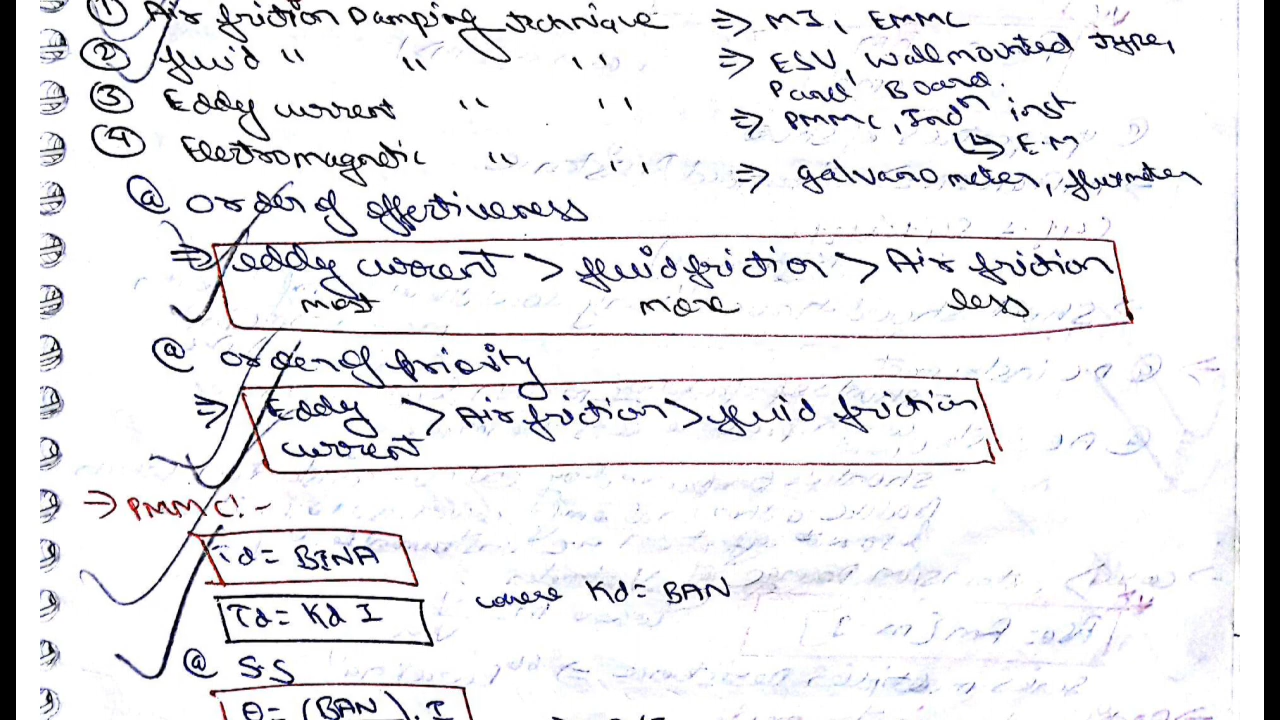 ① Air friction Damping technique ⇒ MI, EMMC
② fluid " " " ⇒ ESV, wall mounted type, Panel Board.
③ Eddy current " " ⇒ PMMC, Indⁿ inst
↳ E.M
④ Electromagnetic " " ⇒ galvanometer, fluxmeter
@ order of effectiveness
⇒ eddy current > fluid friction > Air friction
most more less
@ order of priority
⇒ Eddy current > Air friction > fluid friction
⇒ PMMC:-
Td = BINA
Td = Kd I where Kd = BAN
@ S.S
θ = (BAN) . I